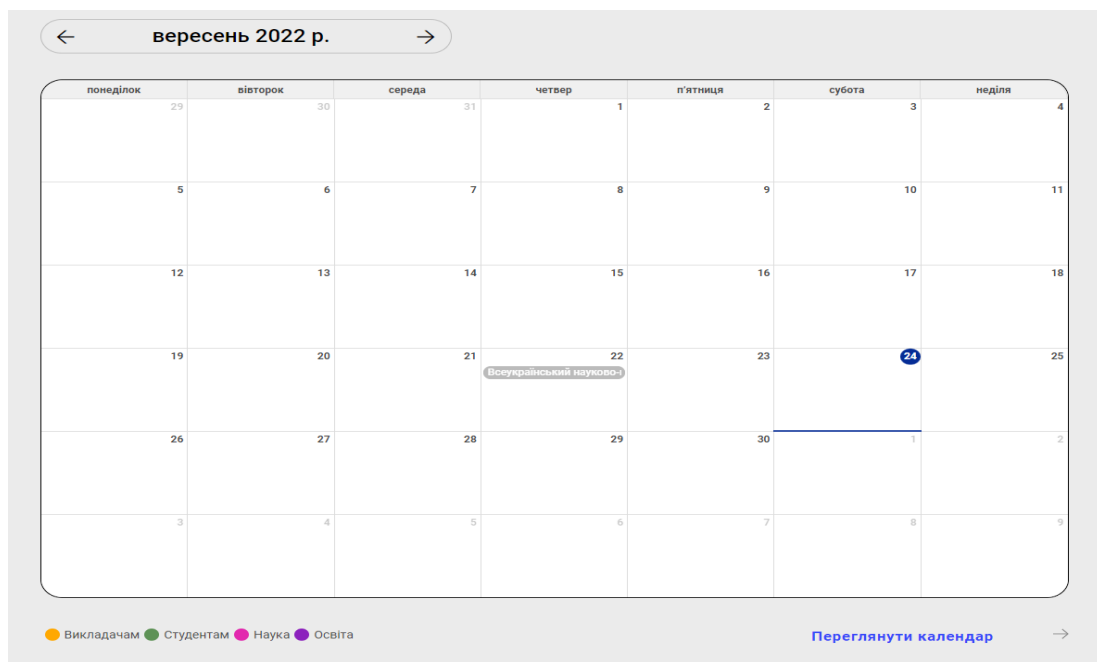 ← вересень 2022 р. →
понеділок вівторок середа четвер п'ятниця субота неділя
29 30 31 1 2 3 4
5 6 7 8 9 10 11
12 13 14 15 16 17 18
19 20 21 22 23 24 25
Всеукраїнський науково-
26 27 28 29 30 1 2
3 4 5 6 7 8 9
Викладачам Студентам Наука Освіта
Переглянути календар →